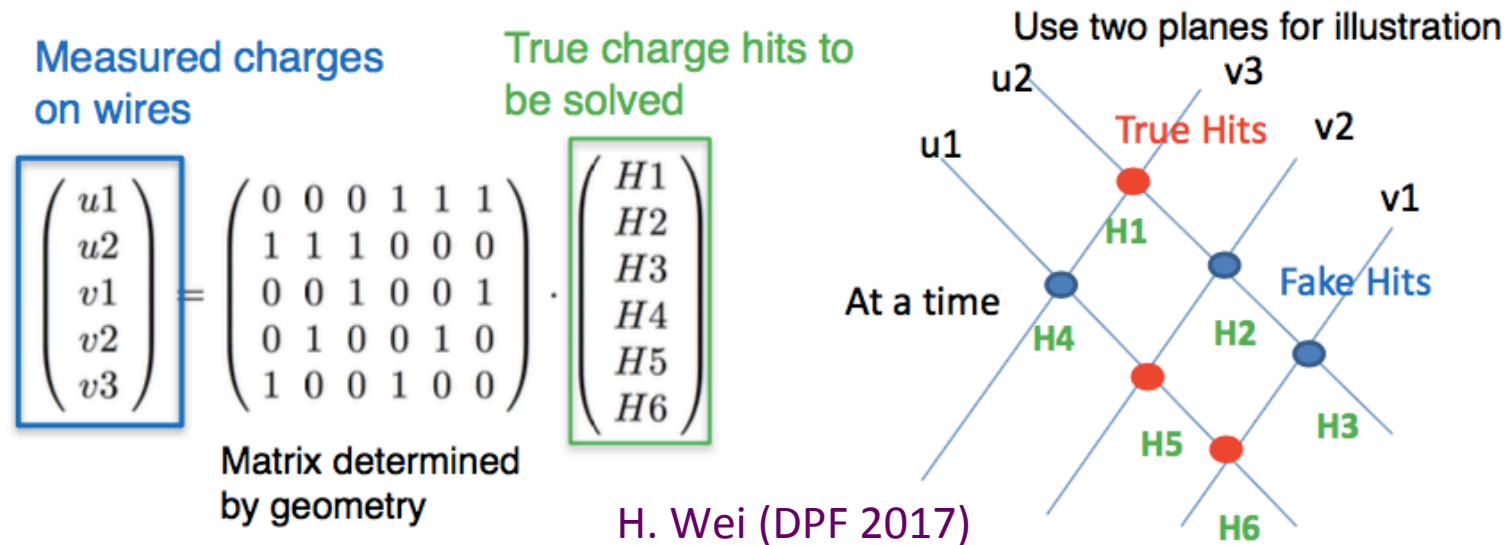 Measured charges
on wires
True charge hits to
be solved
u1
u2
v1
v2
v3
=
0 0 0 1 1 1
1 1 1 0 0 0
0 0 1 0 0 1
0 1 0 0 1 0
1 0 0 1 0 0
·
H1
H2
H3
H4
H5
H6
Matrix determined
by geometry
H. Wei (DPF 2017)
Use two planes for illustration
u2
v3
True Hits
v2
u1
v1
H1
Fake Hits
At a time
H4
H2
H3
H5
H6